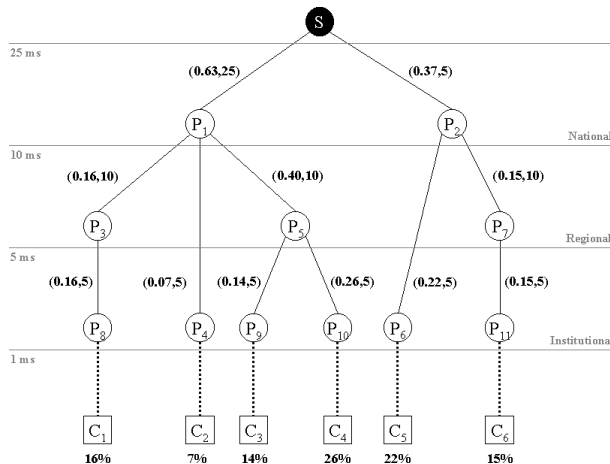 S
25 ms
(0.63,25) (0.37,5)
P1 P2
National
10 ms
(0.16,10) (0.40,10) (0.15,10)
P3 P5 P7
Regional
5 ms
(0.16,5) (0.07,5) (0.14,5) (0.26,5) (0.22,5) (0.15,5)
P8 P4 P9 P10 P6 P11
Institutional
1 ms
C1 C2 C3 C4 C5 C6
16% 7% 14% 26% 22% 15%